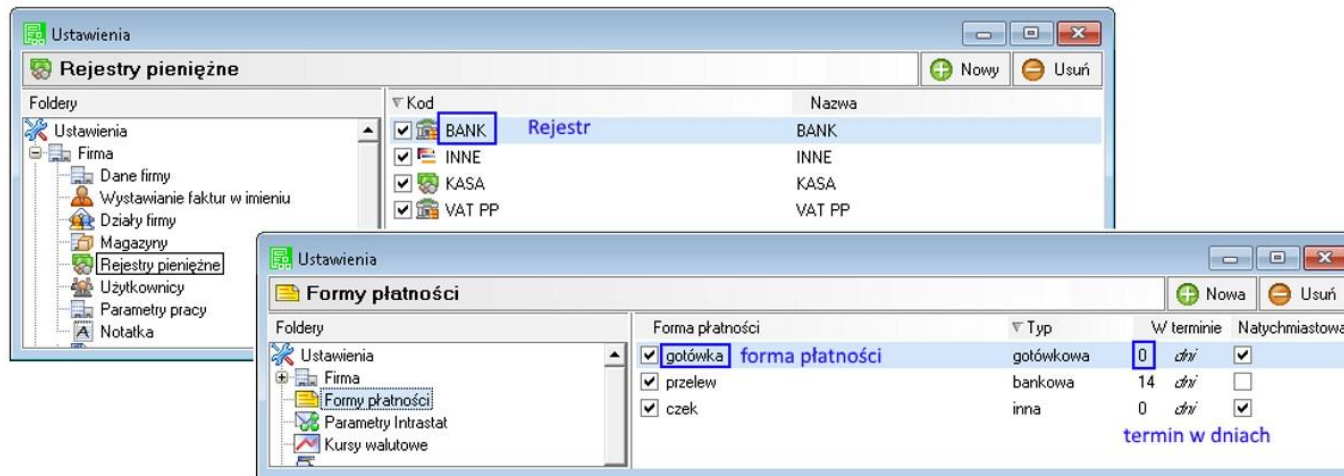 Ustawienia
Rejestry pieniężne
Nowy Usuń
Foldery
Kod Nazwa
Ustawienia
Firma
Dane firmy
Wystawianie faktur w imieniu
Działy firmy
Magazyny
Rejestry pieniężne
Użytkownicy
Parametry pracy
Notatka
BANK Rejestr BANK
INNE INNE
KASA KASA
VAT PP VAT PP
Ustawienia
Formy płatności
Nowa Usuń
Foldery
Forma płatności Typ W terminie Natychmiastowa
Ustawienia
Firma
Formy płatności
Parametry Intrastat
Kursy walutowe
gotówka forma płatności gotówkowa 0 dni
przelew bankowa 14 dni
czek inna 0 dni
termin w dniach